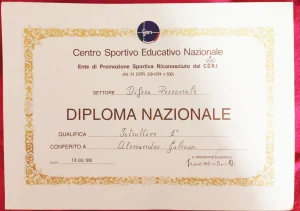 Centro Sportivo Educativo Nazionale
Ente di Promozione Sportiva Riconosciuto dal C.O.N.I.
SETTORE Difesa Personale
DIPLOMA NAZIONALE
QUALIFICA Istruttore 1°
CONFERITO A Alessandro